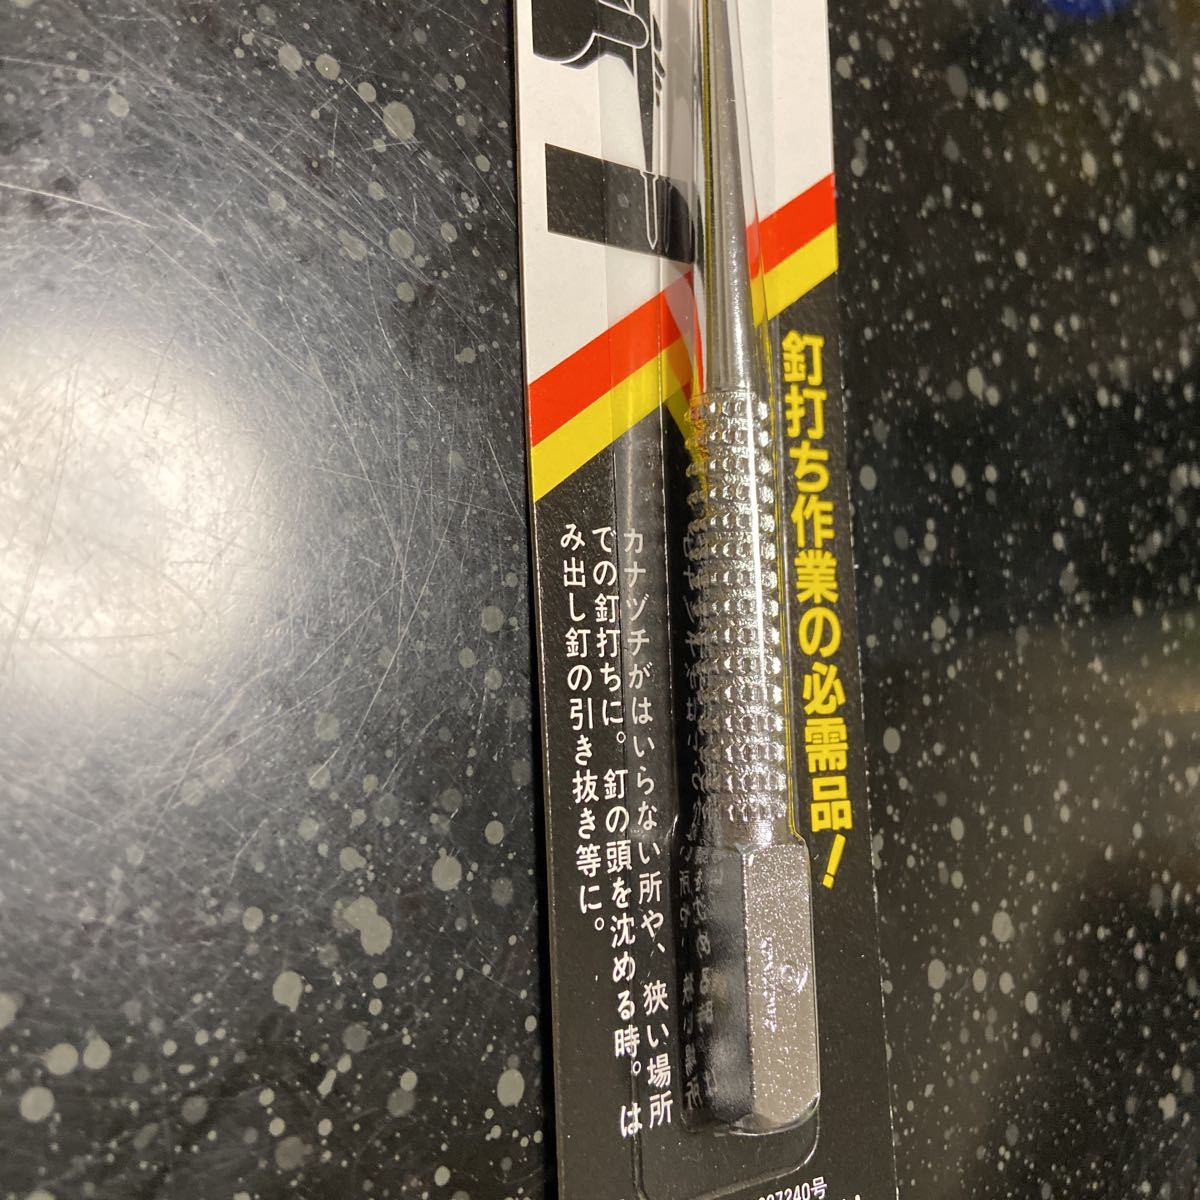 釘打ち作業の必需品！
カナヅチがはいらない所や、狭い場所
での釘打ちに。釘の頭を沈める時。は
み出し釘の引き抜き等に。